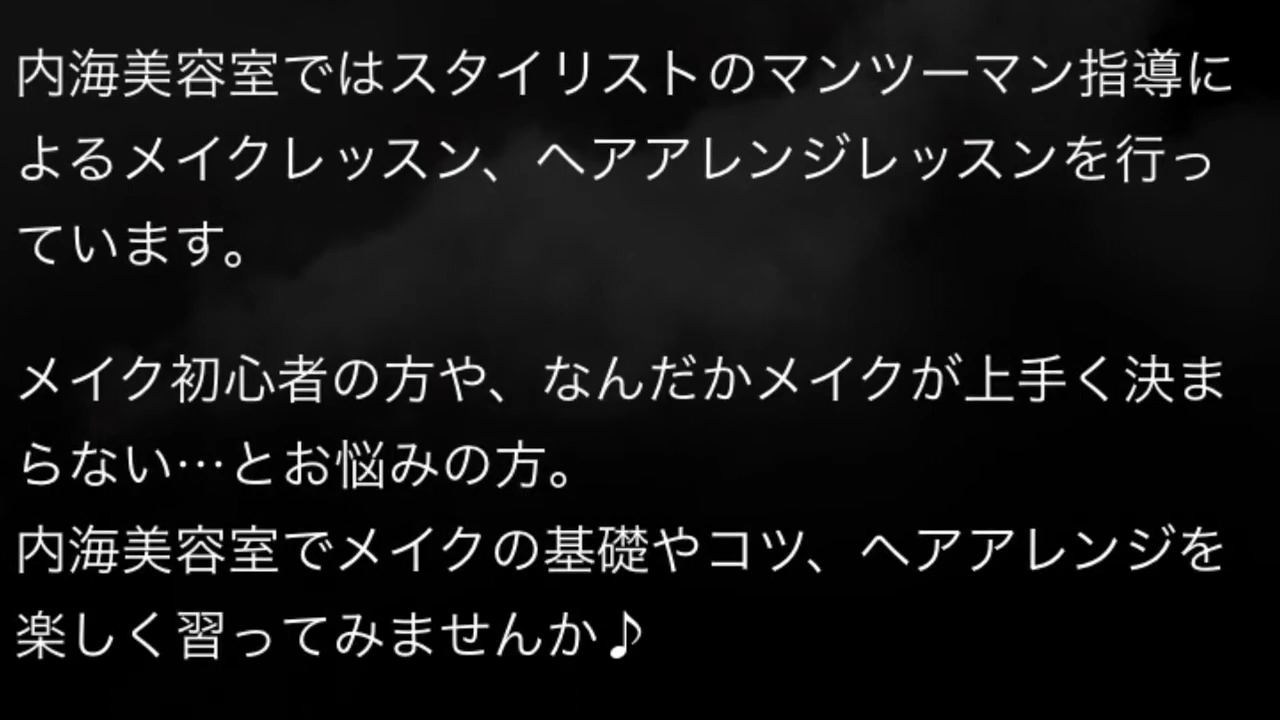 内海美容室ではスタイリストのマンツーマン指導に
よるメイクレッスン、ヘアアレンジレッスンを行っ
ています。
メイク初心者の方や、なんだかメイクが上手く決ま
らない…とお悩みの方。
内海美容室でメイクの基礎やコツ、ヘアアレンジを
楽しく習ってみませんか♪